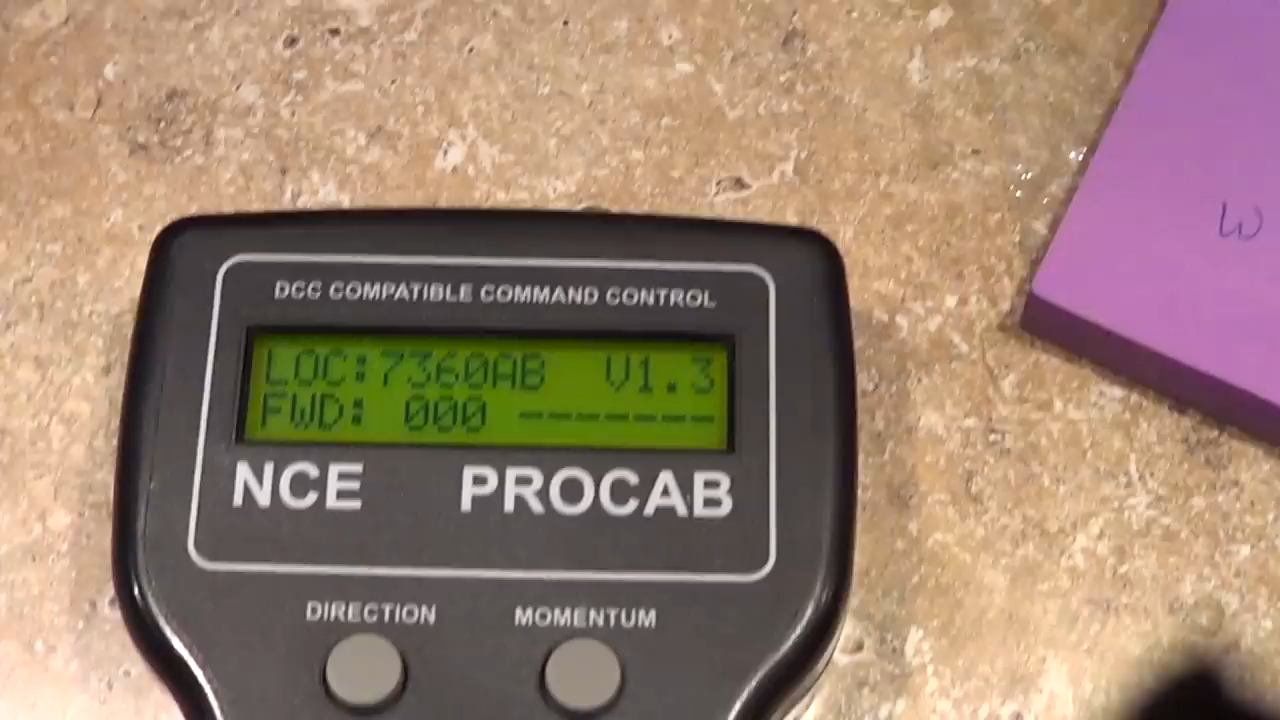 DCC COMPATIBLE COMMAND CONTROL
LOC:7360AB V1.3
FWD: 000 -------
NCE PROCAB
DIRECTION MOMENTUM
W